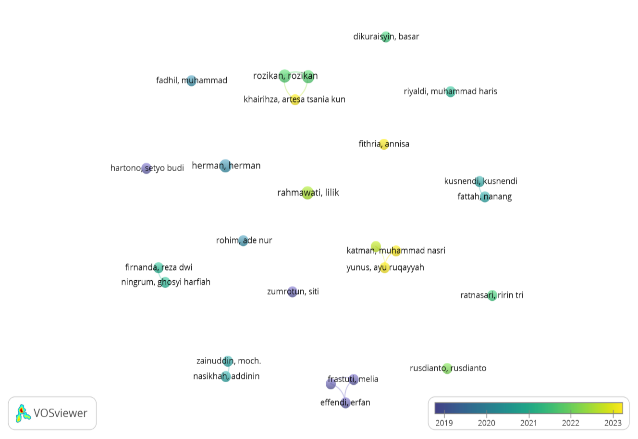 dikuraisyin, basar
rozikan, rozikan
fadhil, muhammad
riyaldi, muhammad haris
khairihza, artesa tsania kun
fithria, annisa
hartono, setyo budi
herman, herman
kusnendi, kusnendi
rahmawati, lilik
fattah, nanang
rohim, ade nur
katman, muhammad nasri
firnanda, reza dwi
yunus, ayu ruqayyah
ningrum, ghosyi harfiah
zumrotun, siti
ratnasari, ririn tri
zainuddin, moch.
rusdianto, rusdianto
nasikhan, addinin
frastuti, melia
effendi, erfan
VOSviewer
2019 2020 2021 2022 2023